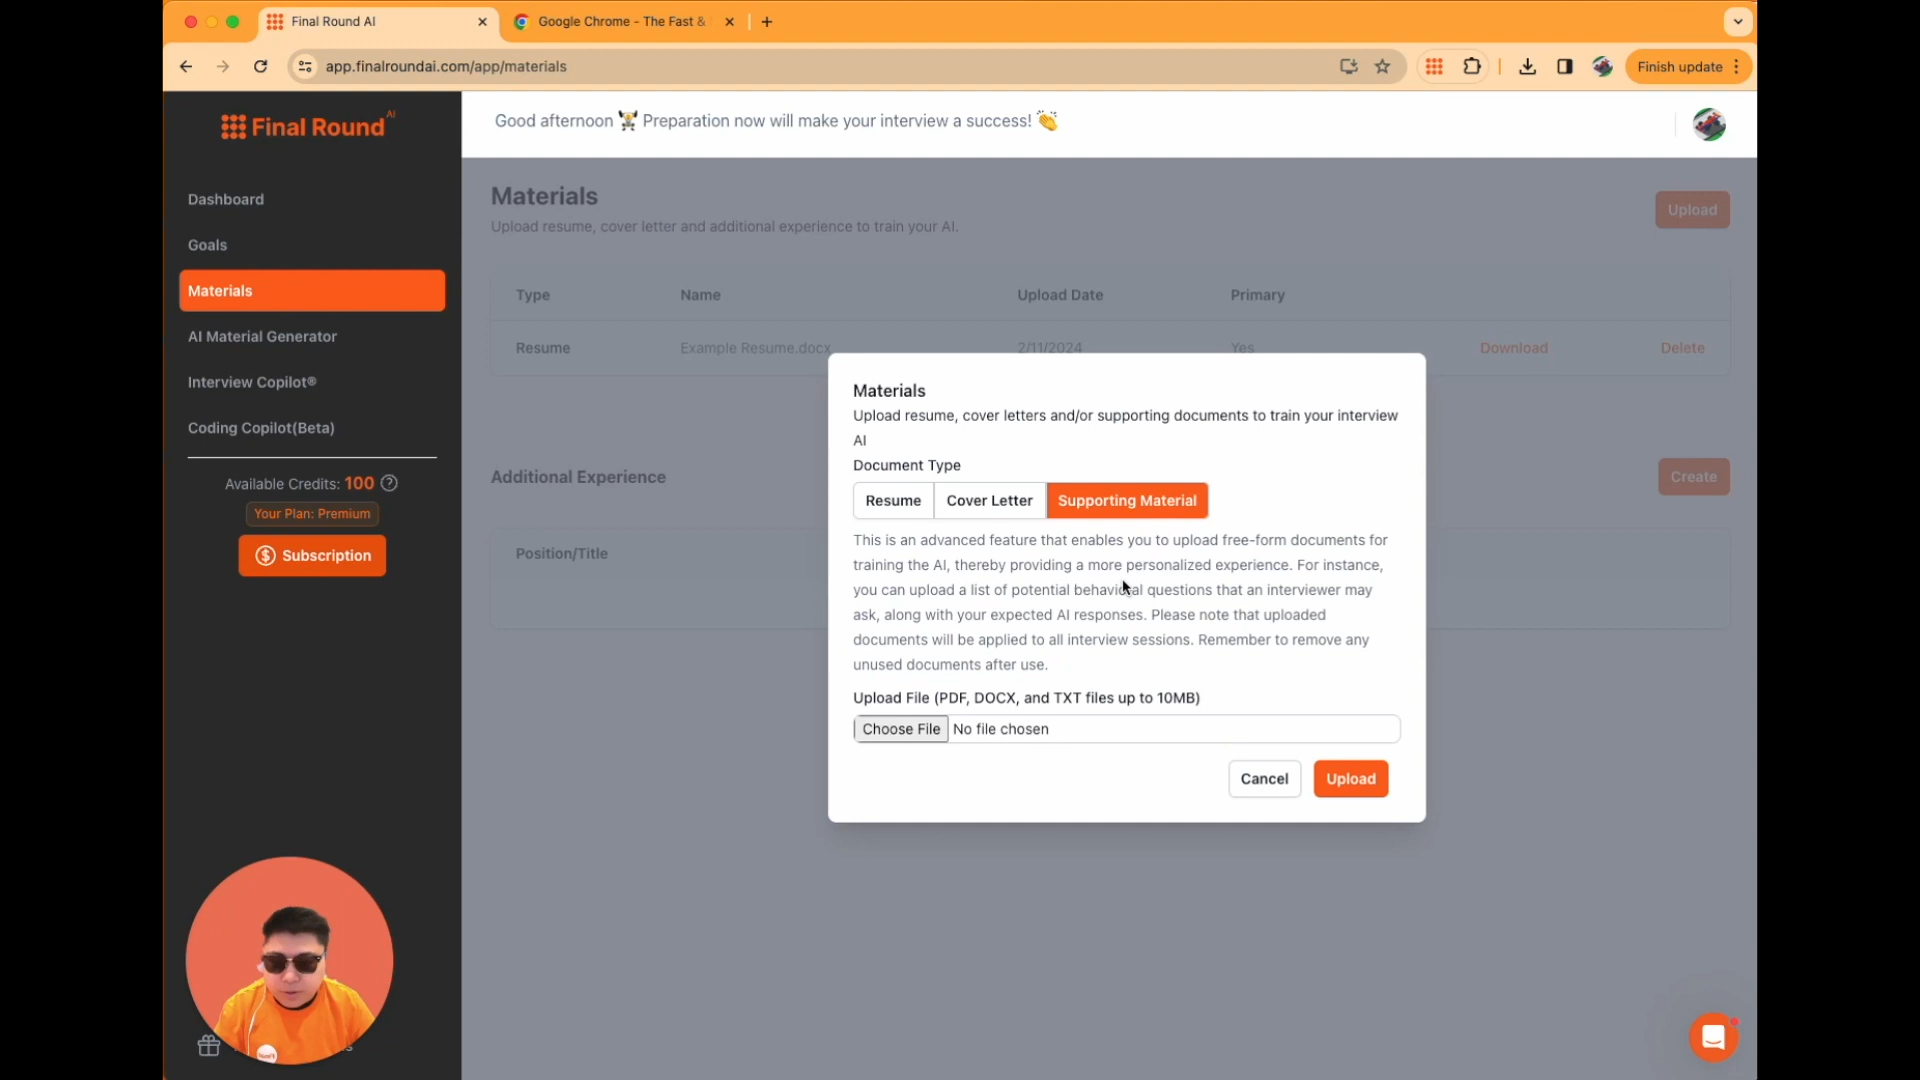 Final Round AI
Google Chrome - The Fast &
app.finalroundai.com/app/materials
Finish update
Final Round AI
Good afternoon 🏋️ Preparation now will make your interview a success! 👏
Dashboard
Goals
Materials
AI Material Generator
Interview Copilot®
Coding Copilot(Beta)
Available Credits: 100
Your Plan: Premium
Subscription
Materials
Upload
Upload resume, cover letter and additional experience to train your AI.
Type Name Upload Date Primary
Resume Example Resume.docx 2/11/2024 Yes Download Delete
Additional Experience
Create
Position/Title
Materials
Upload resume, cover letters and/or supporting documents to train your interview
AI
Document Type
Resume Cover Letter Supporting Material
This is an advanced feature that enables you to upload free-form documents for
training the AI, thereby providing a more personalized experience. For instance,
you can upload a list of potential behavioral questions that an interviewer may
ask, along with your expected AI responses. Please note that uploaded
documents will be applied to all interview sessions. Remember to remove any
unused documents after use.
Upload File (PDF, DOCX, and TXT files up to 10MB)
Choose File No file chosen
Cancel Upload